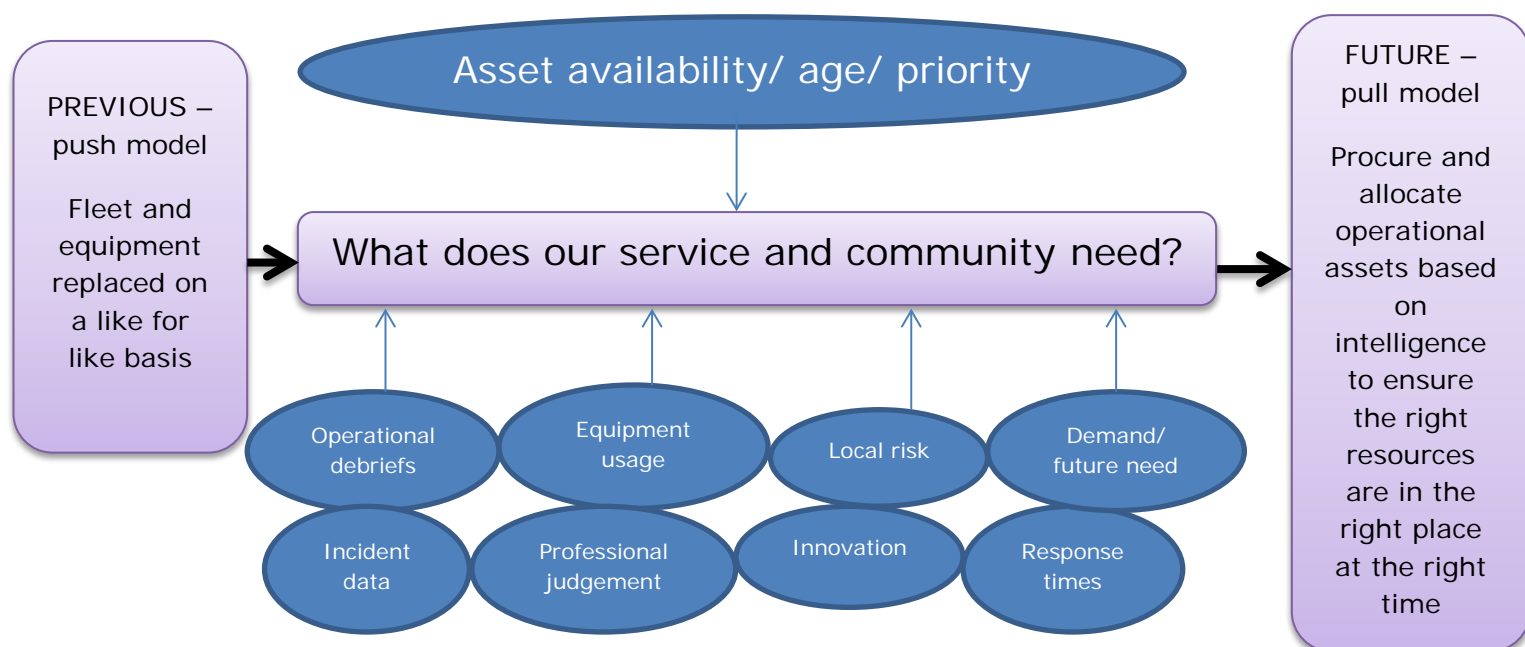 Asset availability/ age/ priority
PREVIOUS –
push model
Fleet and
equipment
replaced on
a like for
like basis
What does our service and community need?
FUTURE –
pull model
Procure and
allocate
operational
assets based
on
intelligence
to ensure
the right
resources
are in the
right place
at the right
time
Operational
debriefs
Equipment
usage
Local risk
Demand/
future need
Incident
data
Professional
judgement
Innovation
Response
times